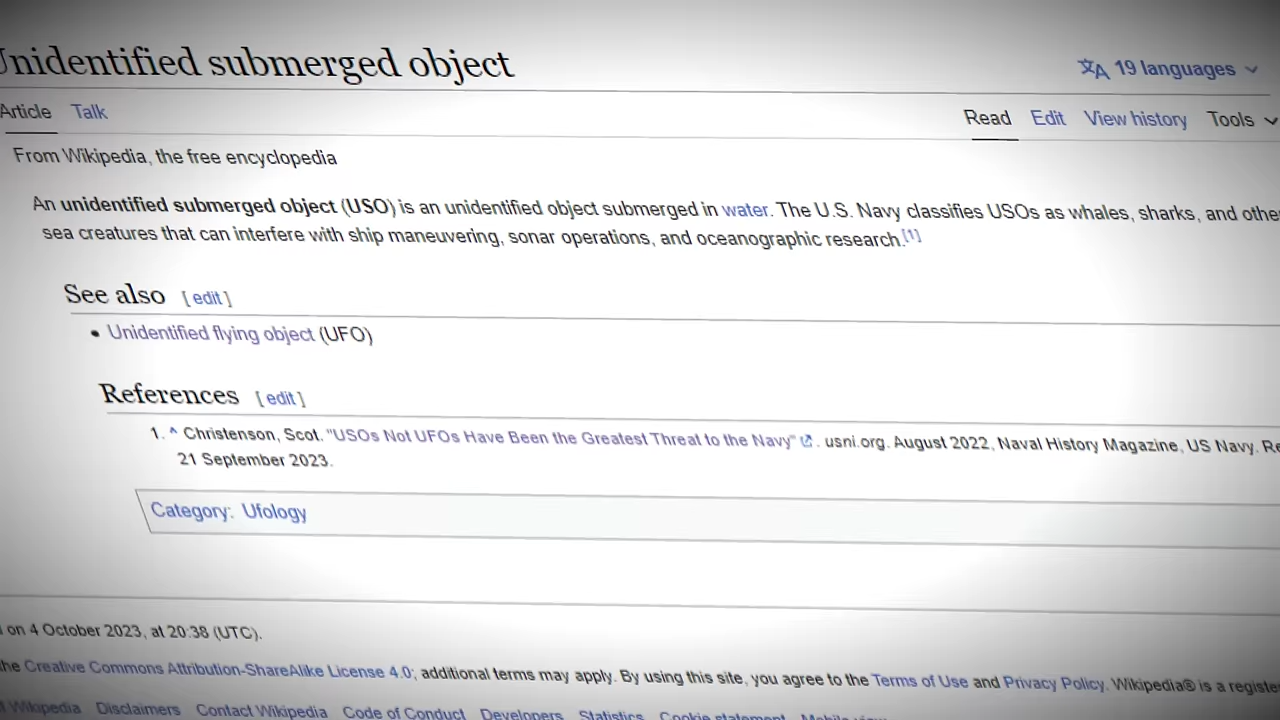 Unidentified submerged object
19 languages
Article Talk
Read Edit View history Tools
From Wikipedia, the free encyclopedia
An unidentified submerged object (USO) is an unidentified object submerged in water. The U.S. Navy classifies USOs as whales, sharks, and othe
sea creatures that can interfere with ship maneuvering, sonar operations, and oceanographic research.[1]
See also [edit]
• Unidentified flying object (UFO)
References [edit]
1. ^ Christenson, Scot. "USOs Not UFOs Have Been the Greatest Threat to the Navy". usni.org. August 2022, Naval History Magazine, US Navy. Re
21 September 2023.
Category: Ufology
on 4 October 2023, at 20:38 (UTC).
the Creative Commons Attribution-ShareAlike License 4.0; additional terms may apply. By using this site, you agree to the Terms of Use and Privacy Policy. Wikipedia® is a registe
Wikipedia Disclaimers Contact Wikipedia Code of Conduct Developers Statistics Cookie statement Mobile view